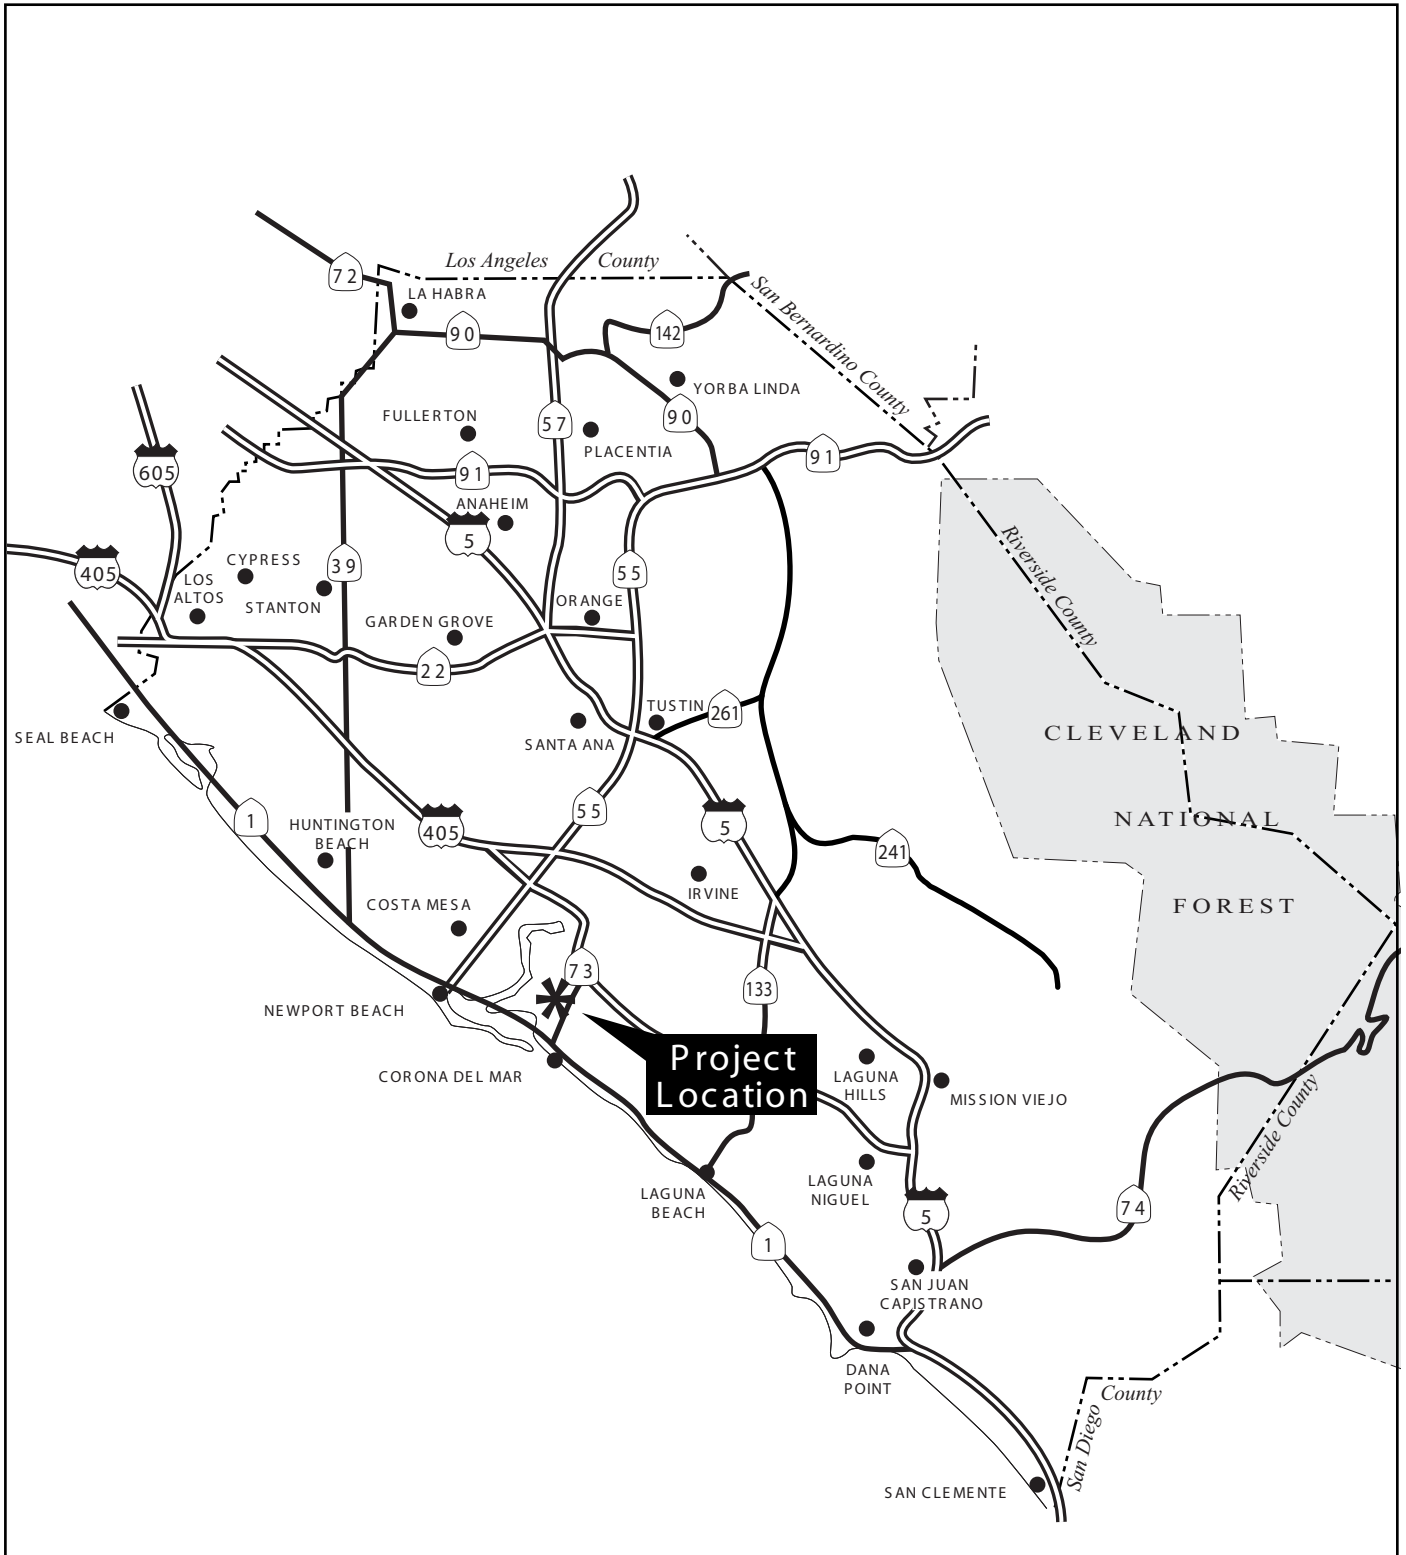 Los Angeles County
72
LA HABRA
San Bernardino County
90
142
YORBA LINDA
FULLERTON
57
90
PLACENTIA
91
91
605
ANAHEIM
5
Riverside County
CYPRESS
39
405
LOS
ALTOS
55
STANTON
ORANGE
GARDEN GROVE
22
TUSTIN
261
SEAL BEACH
SANTA ANA
CLEVELAND
NATIONAL
FOREST
1
HUNTINGTON
BEACH
405
55
5
241
IRVINE
COSTA MESA
73
133
NEWPORT BEACH
Project
Location
CORONA DEL MAR
LAGUNA
HILLS
MISSION VIEJO
Riverside County
LAGUNA
NIGUEL
LAGUNA
BEACH
5
74
1
SAN JUAN
CAPISTRANO
DANA
POINT
San Diego County
SAN CLEMENTE